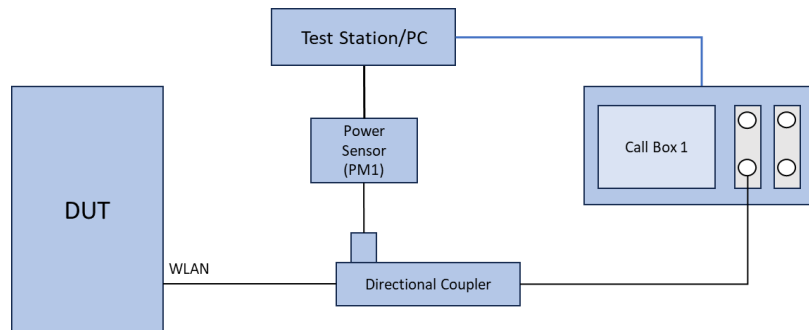 Test Station/PC
Power
Sensor
(PM1)
Call Box 1
DUT
WLAN
Directional Coupler